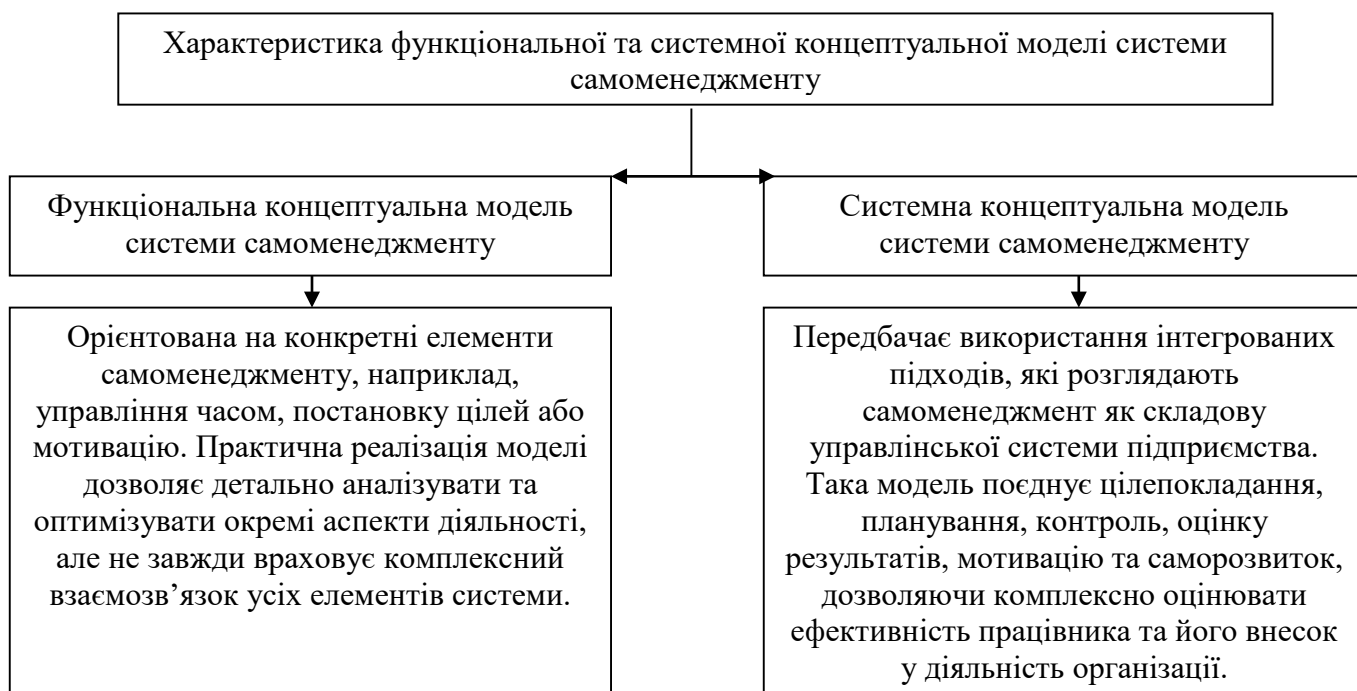 Характеристика функціональної та системної концептуальної моделі системи
самоменеджменту
Функціональна концептуальна модель
системи самоменеджменту
Системна концептуальна модель
системи самоменеджменту
Орієнтована на конкретні елементи
самоменеджменту, наприклад,
управління часом, постановку цілей або
мотивацію. Практична реалізація моделі
дозволяє детально аналізувати та
оптимізувати окремі аспекти діяльності,
але не завжди враховує комплексний
взаємозв’язок усіх елементів системи.
Передбачає використання інтегрованих
підходів, які розглядають
самоменеджмент як складову
управлінської системи підприємства.
Така модель поєднує цілепокладання,
планування, контроль, оцінку
результатів, мотивацію та саморозвиток,
дозволяючи комплексно оцінювати
ефективність працівника та його внесок
у діяльність організації.